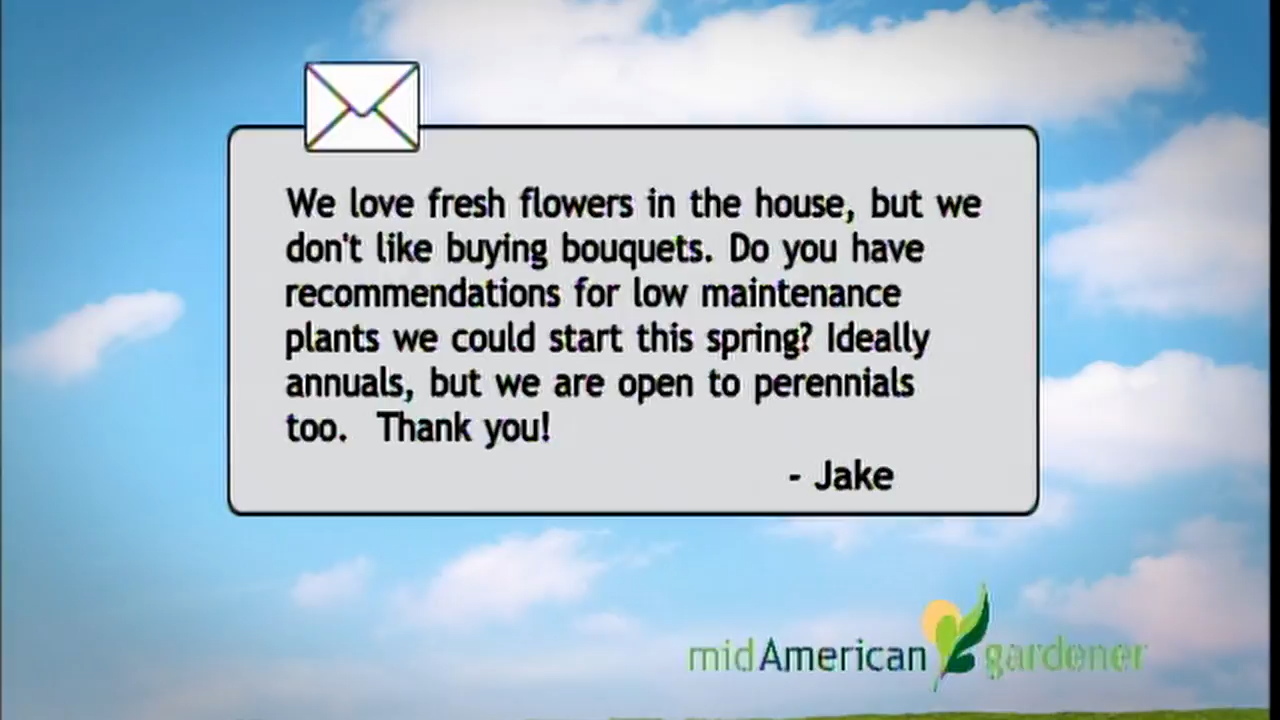 We love fresh flowers in the house, but we
don't like buying bouquets. Do you have
recommendations for low maintenance
plants we could start this spring? Ideally
annuals, but we are open to perennials
too.  Thank you!
- Jake
midAmerican gardener